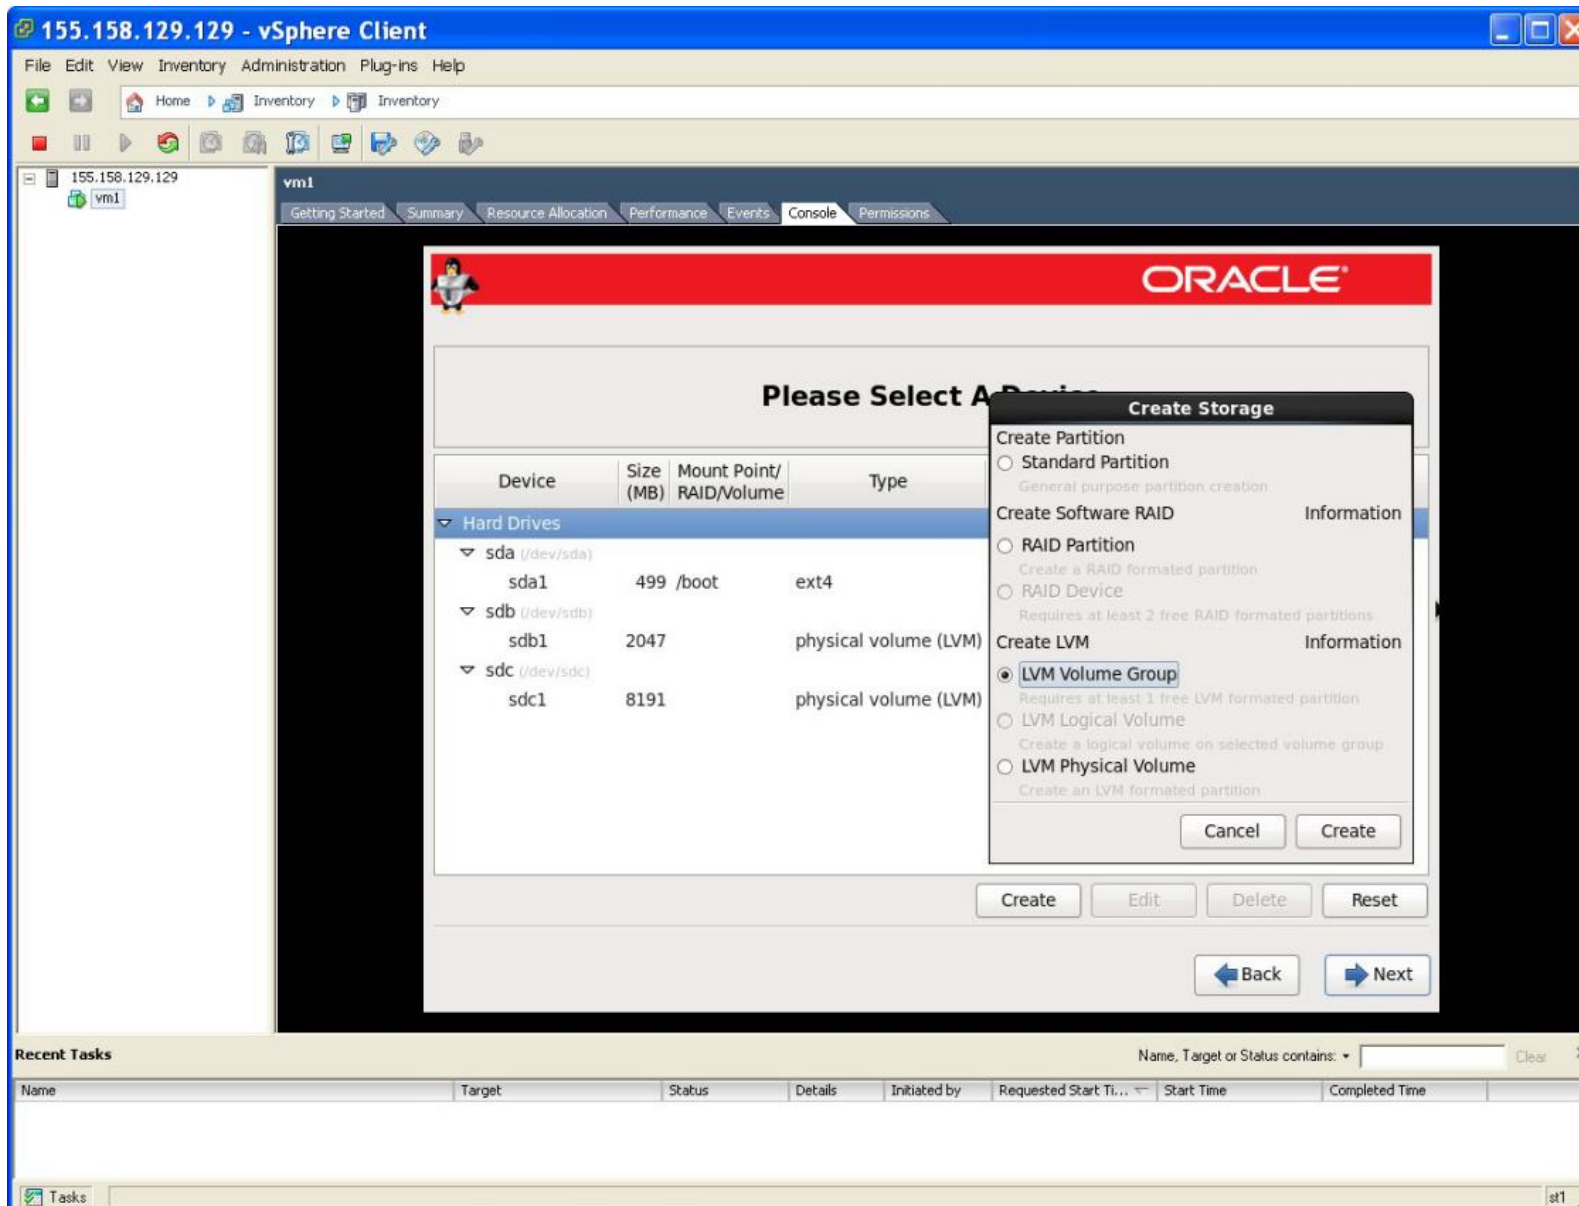 155.158.129.129 - vSphere Client
File Edit View Inventory Administration Plug-ins Help
Home Inventory Inventory
155.158.129.129
vm1
vm1
Getting Started Summary Resource Allocation Performance Events Console Permissions
ORACLE
Please Select A
Device Size (MB) Mount Point/ RAID/Volume Type
Hard Drives
sda (/dev/sda)
sda1 499 /boot ext4
sdb (/dev/sdb)
sdb1 2047 physical volume (LVM)
sdc (/dev/sdc)
sdc1 8191 physical volume (LVM)
Create Storage
Create Partition
Standard Partition
General purpose partition creation
Create Software RAID Information
RAID Partition
Create a RAID formated partition
RAID Device
Requires at least 2 free RAID formated partitions
Create LVM Information
LVM Volume Group
Requires at least 1 free LVM formated partition
LVM Logical Volume
Create a logical volume on selected volume group
LVM Physical Volume
Create an LVM formated partition
Cancel Create
Create Edit Delete Reset
Back Next
Recent Tasks Name, Target or Status contains: Clear
Name Target Status Details Initiated by Requested Start Ti... Start Time Completed Time
Tasks st1